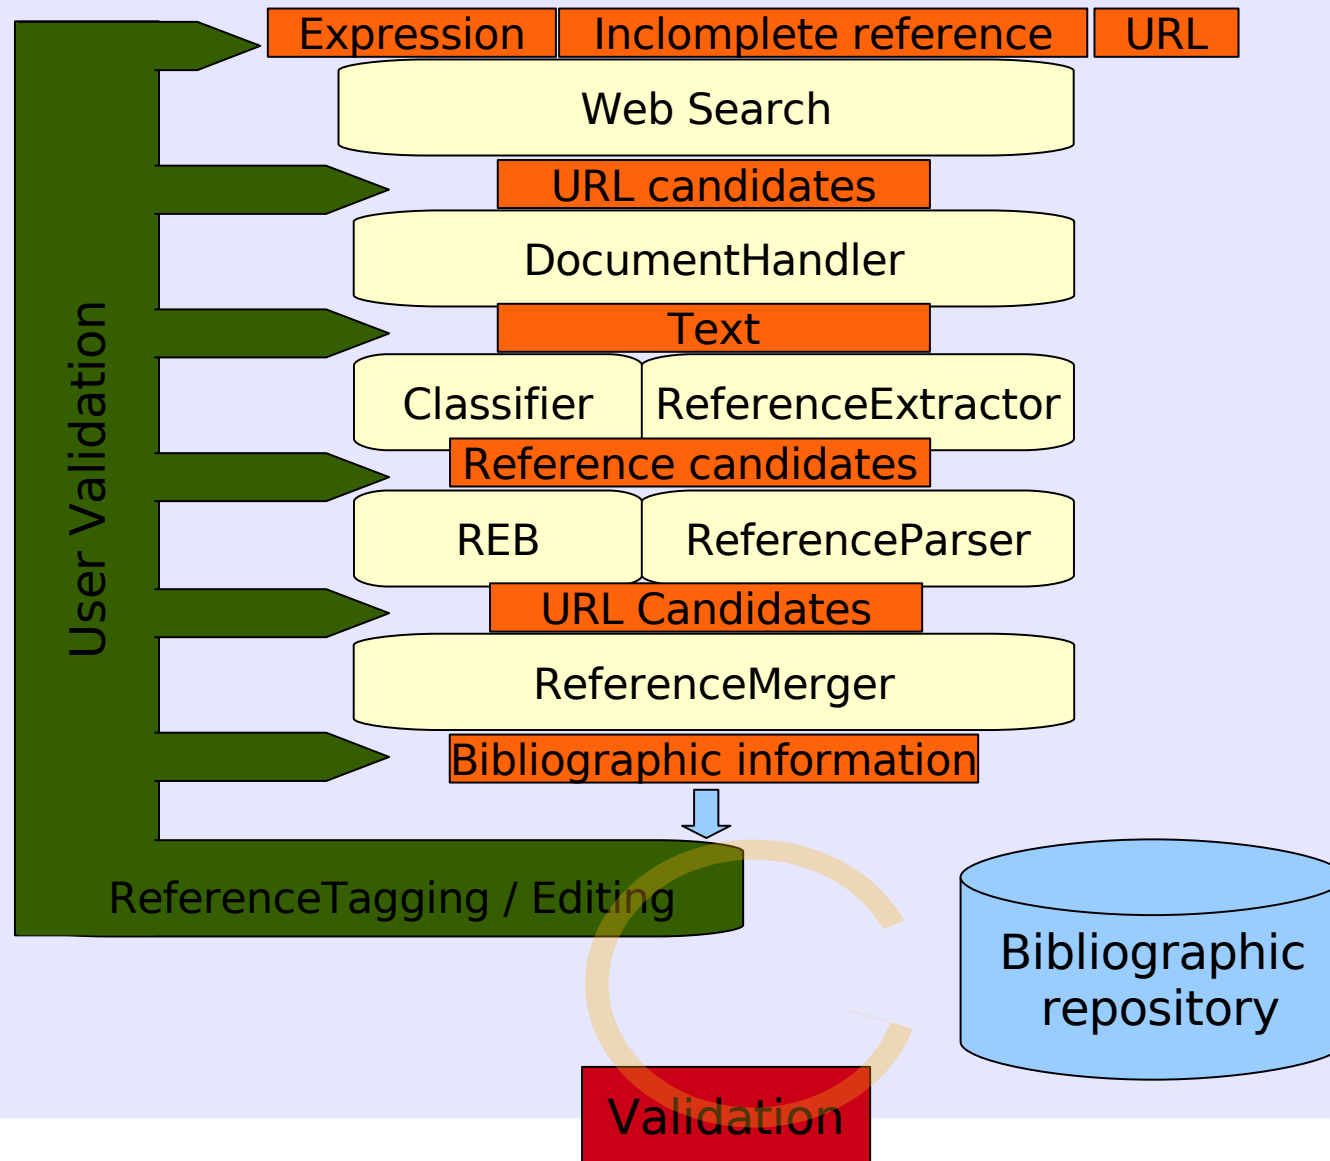 Expression
Inclomplete reference
URL
Web Search
URL candidates
DocumentHandler
Text
Classifier
ReferenceExtractor
Reference candidates
REB
ReferenceParser
URL Candidates
ReferenceMerger
Bibliographic information
User Validation
ReferenceTagging / Editing
Bibliographic
repository
Validation